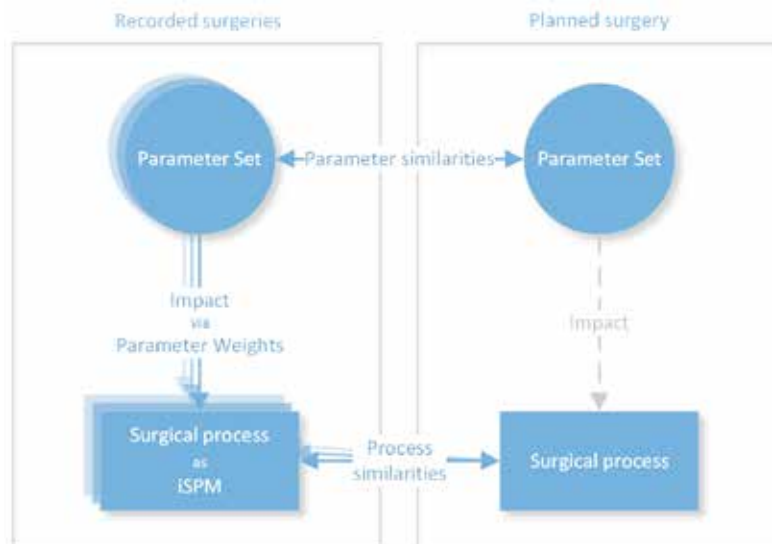 Recorded surgeries
Planned surgery
Parameter Set
Parameter similarities
Parameter Set
Impact
via
Parameter Weights
Impact
Surgical process
as
iSPM
Process
similarities
Surgical process